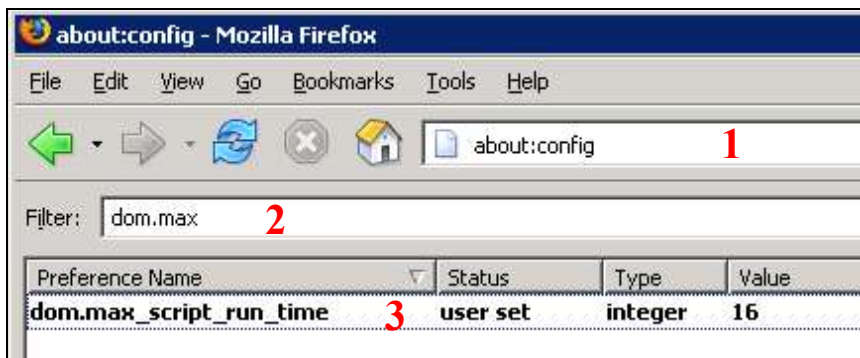 about:config - Mozilla Firefox
File Edit View Go Bookmarks Tools Help
about:config 1
Filter: dom.max 2
Preference Name Status Type Value
dom.max_script_run_time 3 user set integer 16